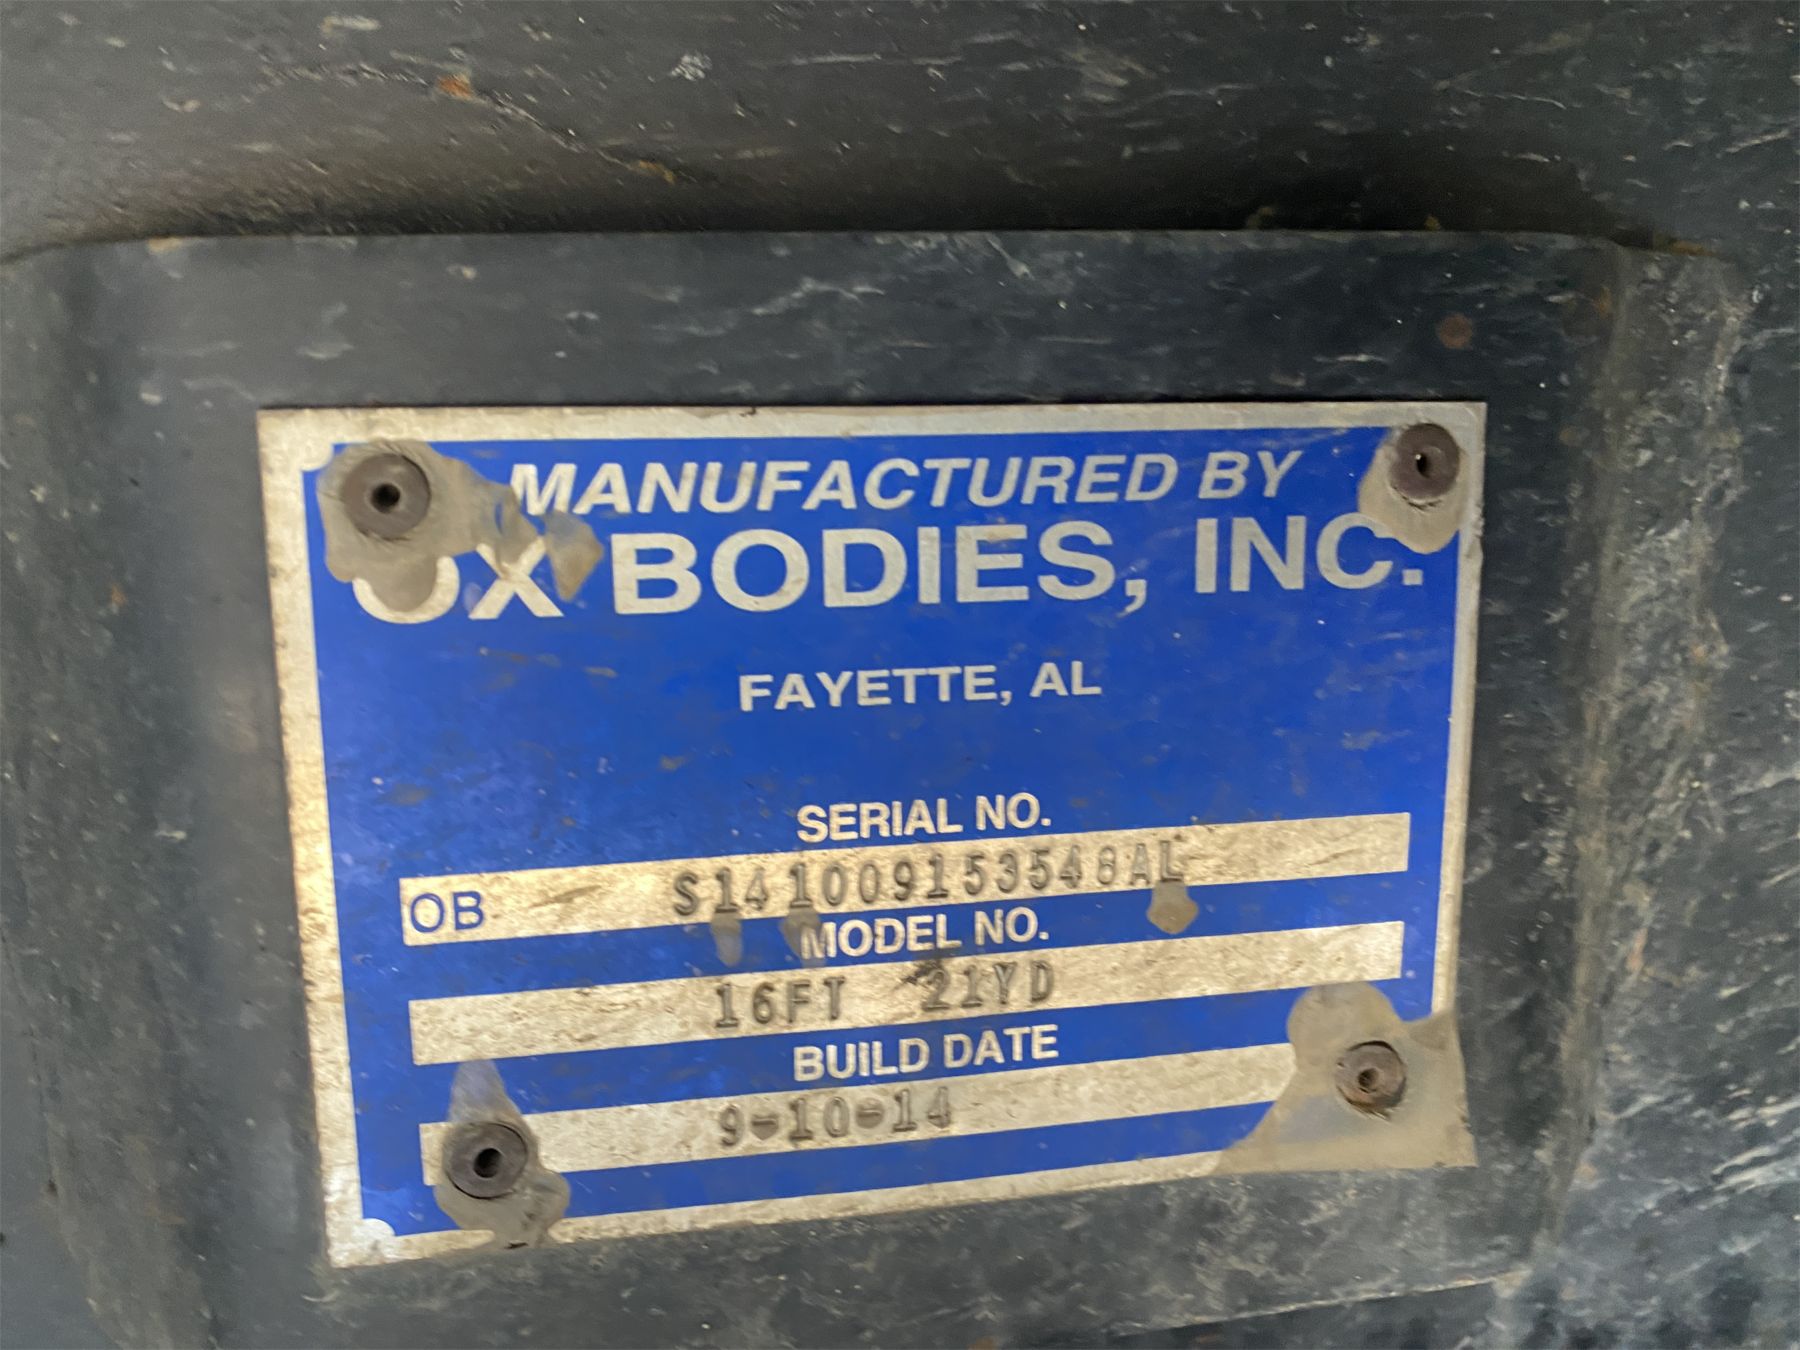 MANUFACTURED BY
OX BODIES, INC.
FAYETTE, AL
SERIAL NO.
OB S141009153548AL
MODEL NO.
16FT 21YD
BUILD DATE
9-10-14